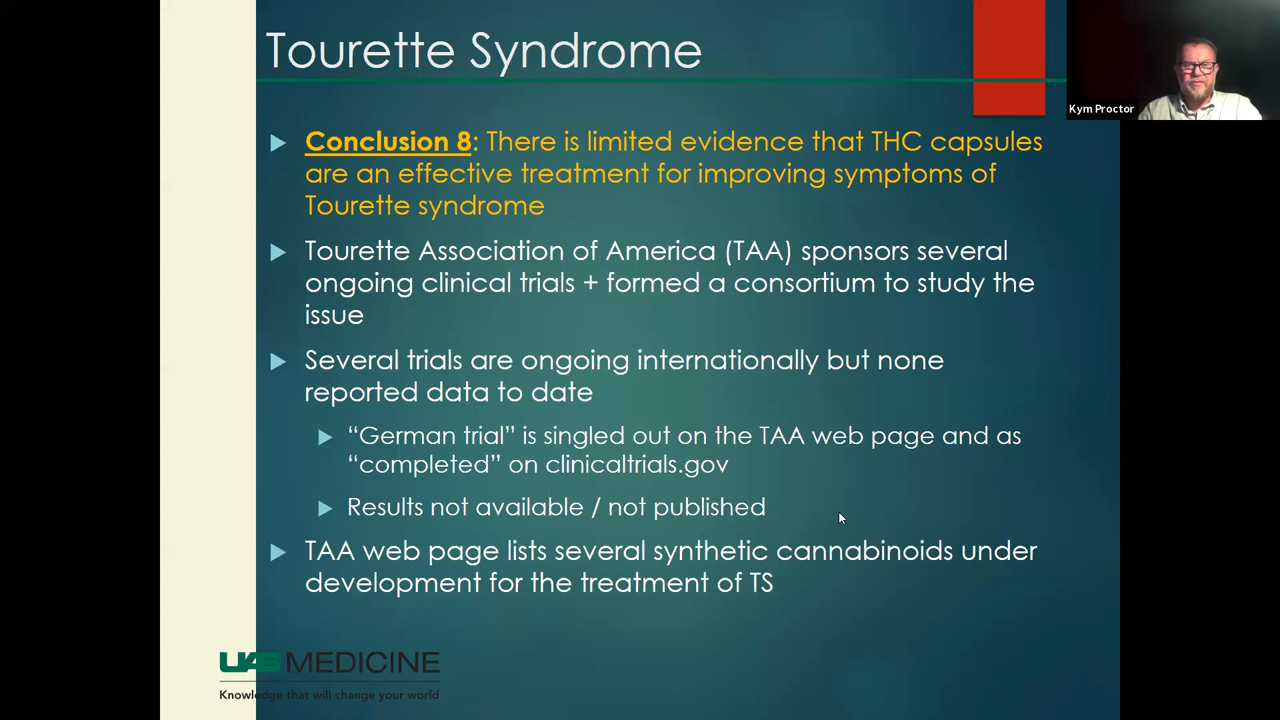 Tourette Syndrome
Kym Proctor
Conclusion 8: There is limited evidence that THC capsules
are an effective treatment for improving symptoms of
Tourette syndrome
Tourette Association of America (TAA) sponsors several
ongoing clinical trials + formed a consortium to study the
issue
Several trials are ongoing internationally but none
reported data to date
“German trial” is singled out on the TAA web page and as
“completed” on clinicaltrials.gov
Results not available / not published
TAA web page lists several synthetic cannabinoids under
development for the treatment of TS
UAB MEDICINE
Knowledge that will change your world